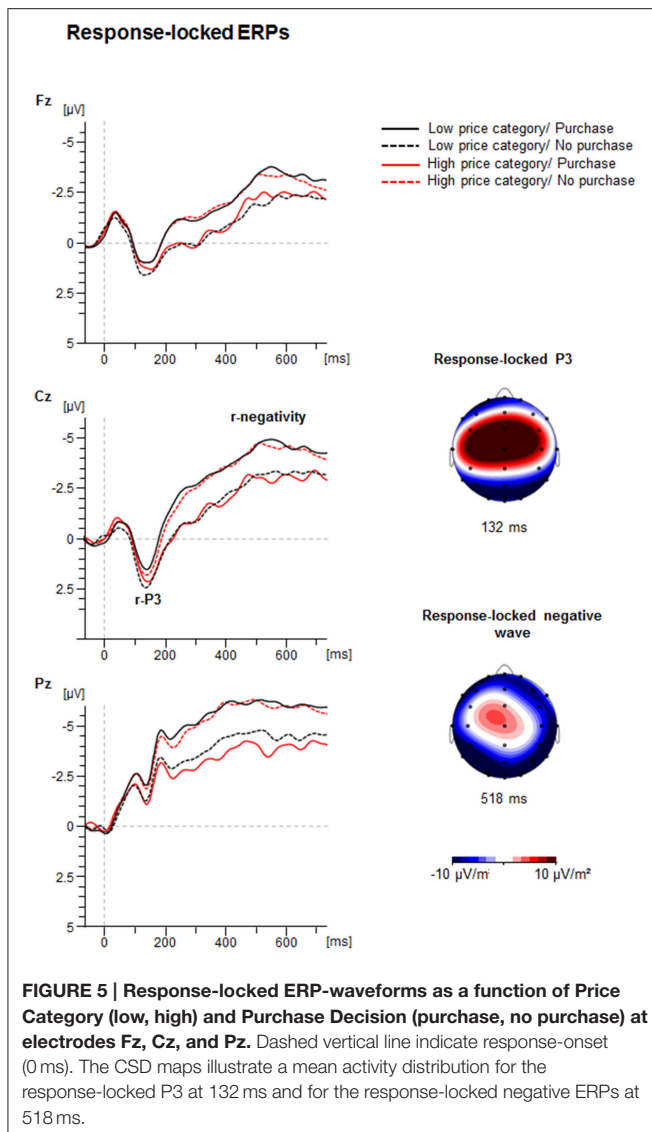 Response-locked ERPs
Fz
[µV]
-5
-2.5
0
2.5
5
0 200 400 600
[ms]
Low price category/ Purchase
Low price category/ No purchase
High price category/ Purchase
High price category/ No purchase
Cz
[µV]
r-negativity
-5
-2.5
0
2.5
r-P3
0 200 400 600
[ms]
Response-locked P3
132 ms
Pz
[µV]
-5
-2.5
0
2.5
5
0 200 400 600
[ms]
Response-locked negative
wave
518 ms
-10 µV/m² 10 µV/m²
FIGURE 5 | Response-locked ERP-waveforms as a function of Price
Category (low, high) and Purchase Decision (purchase, no purchase) at
electrodes Fz, Cz, and Pz. Dashed vertical line indicate response-onset
(0 ms). The CSD maps illustrate a mean activity distribution for the
response-locked P3 at 132 ms and for the response-locked negative ERPs at
518 ms.